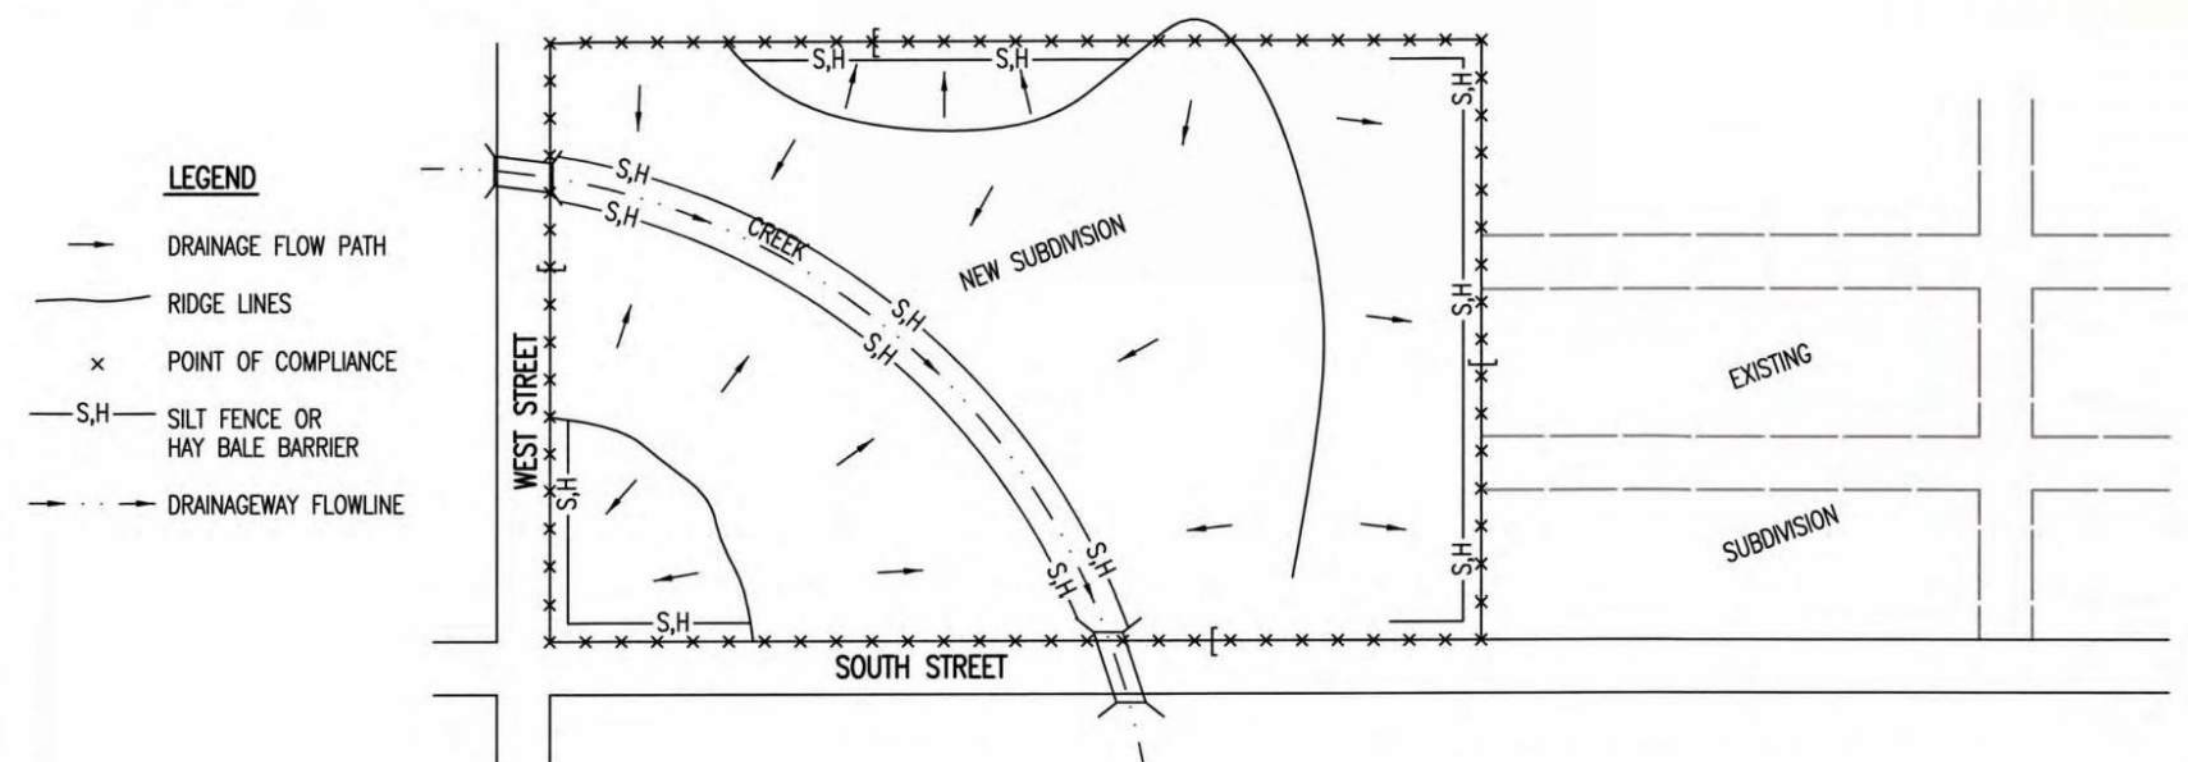 LEGEND
DRAINAGE FLOW PATH
RIDGE LINES
POINT OF COMPLIANCE
S,H
SILT FENCE OR
HAY BALE BARRIER
DRAINAGEWAY FLOWLINE
S,H
S,H
S,H
S,H
S,H
CREEK
NEW SUBDIVISION
S,H
S,H
S,H
WEST STREET
EXISTING
S,H
SUBDIVISION
S,H
S,H
S,H
S,H
SOUTH STREET